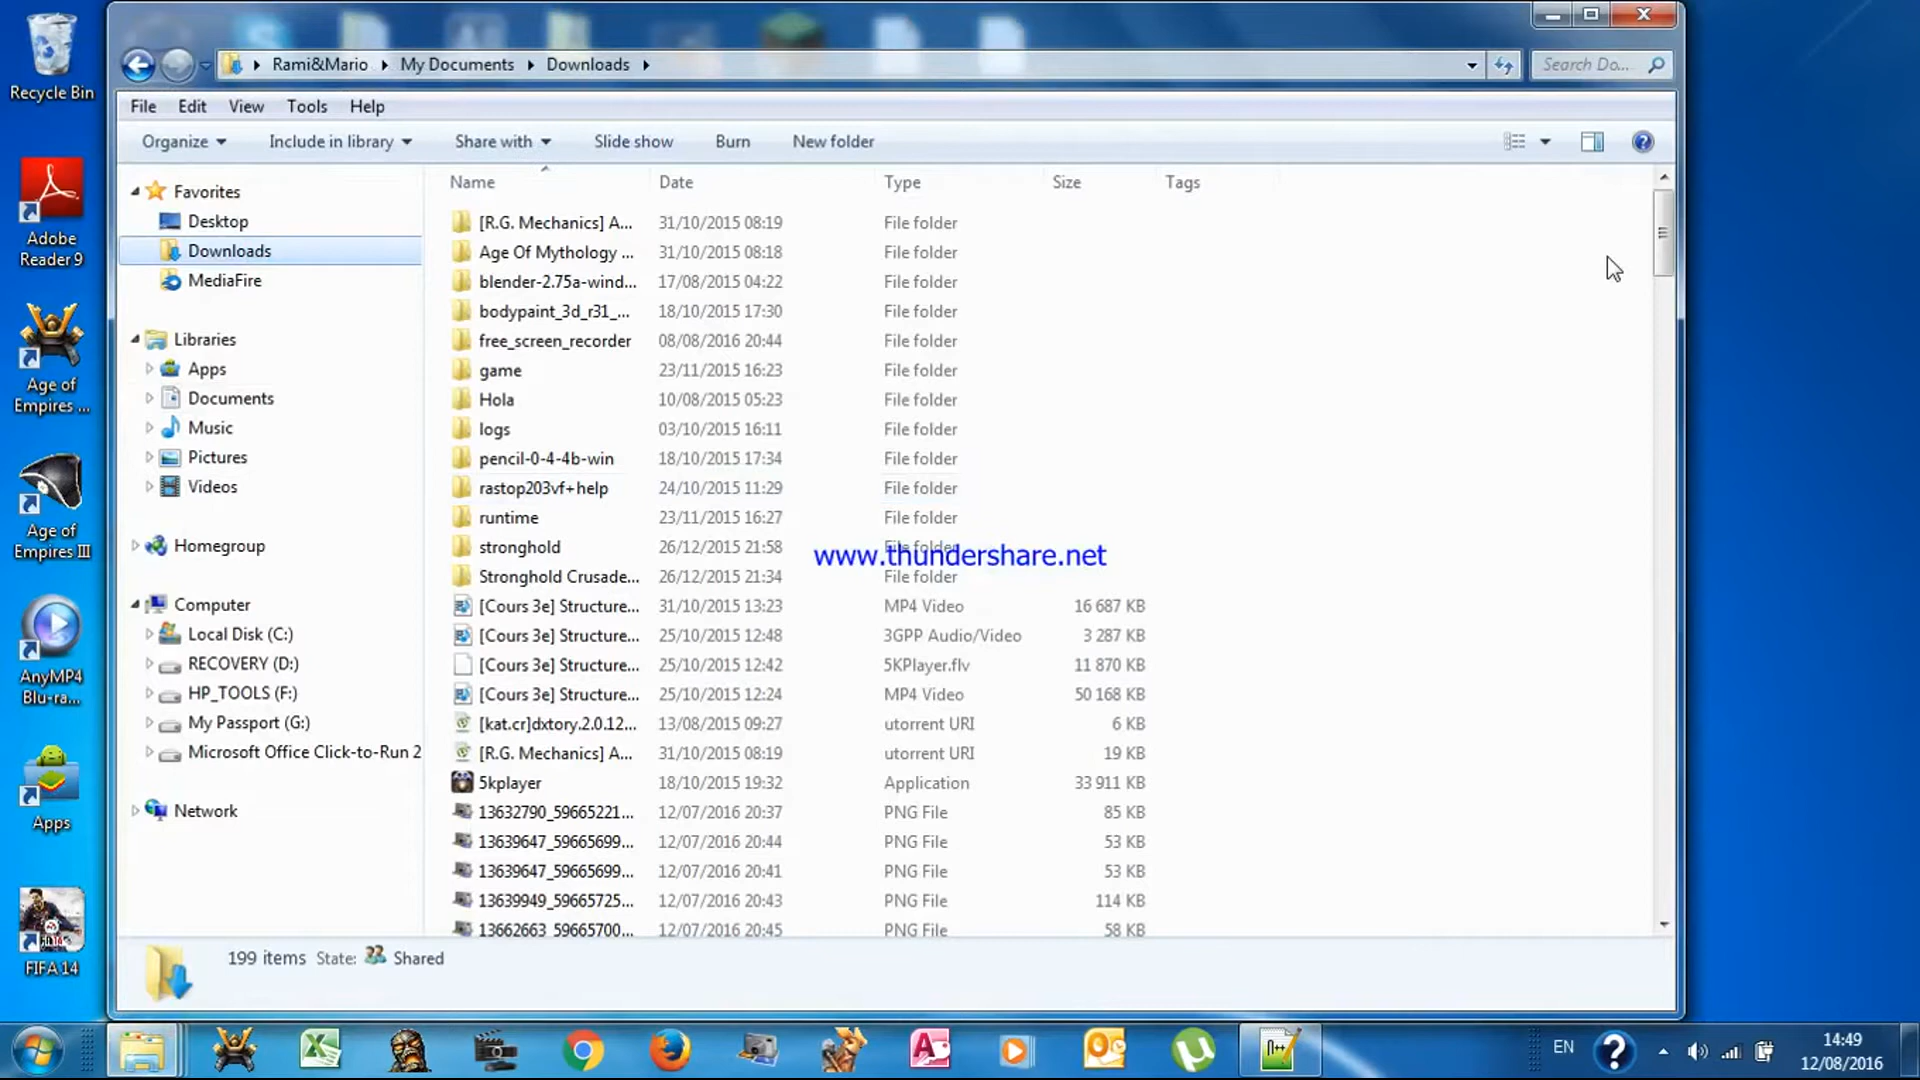 Recycle Bin
Adobe
Reader 9
Age of
Empires ...
Age of
Empires III
AnyMP4
Blu-ra...
Apps
FIFA 14
Rami&Mario
My Documents
Downloads
Search Do...
File Edit View Tools Help
Organize Include in library Share with Slide show Burn New folder
Favorites
Desktop
Downloads
MediaFire
Libraries
Apps
Documents
Music
Pictures
Videos
Homegroup
Computer
Local Disk (C:)
RECOVERY (D:)
HP_TOOLS (F:)
My Passport (G:)
Microsoft Office Click-to-Run 2
Network
Name Date Type Size Tags
[R.G. Mechanics] A... 31/10/2015 08:19 File folder
Age Of Mythology ... 31/10/2015 08:18 File folder
blender-2.75a-wind... 17/08/2015 04:22 File folder
bodypaint_3d_r31_... 18/10/2015 17:30 File folder
free_screen_recorder 08/08/2016 20:44 File folder
game 23/11/2015 16:23 File folder
Hola 10/08/2015 05:23 File folder
logs 03/10/2015 16:11 File folder
pencil-0-4-4b-win 18/10/2015 17:34 File folder
rastop203vf+help 24/10/2015 11:29 File folder
runtime 23/11/2015 16:27 File folder
stronghold 26/12/2015 21:58 File folder
www.thundershare.net
Stronghold Crusade... 26/12/2015 21:34 File folder
[Cours 3e] Structure... 31/10/2015 13:23 MP4 Video 16 687 KB
[Cours 3e] Structure... 25/10/2015 12:48 3GPP Audio/Video 3 287 KB
[Cours 3e] Structure... 25/10/2015 12:42 5KPlayer.flv 11 870 KB
[Cours 3e] Structure... 25/10/2015 12:24 MP4 Video 50 168 KB
[kat.cr]dxtory.2.0.12... 13/08/2015 09:27 utorrent URI 6 KB
[R.G. Mechanics] A... 31/10/2015 08:19 utorrent URI 19 KB
5kplayer 18/10/2015 19:32 Application 33 911 KB
13632790_59665221... 12/07/2016 20:37 PNG File 85 KB
13639647_59665699... 12/07/2016 20:44 PNG File 53 KB
13639647_59665699... 12/07/2016 20:41 PNG File 53 KB
13639949_59665725... 12/07/2016 20:43 PNG File 114 KB
13662663_59665700... 12/07/2016 20:45 PNG File 58 KB
199 items State: Shared
EN
14:49
12/08/2016